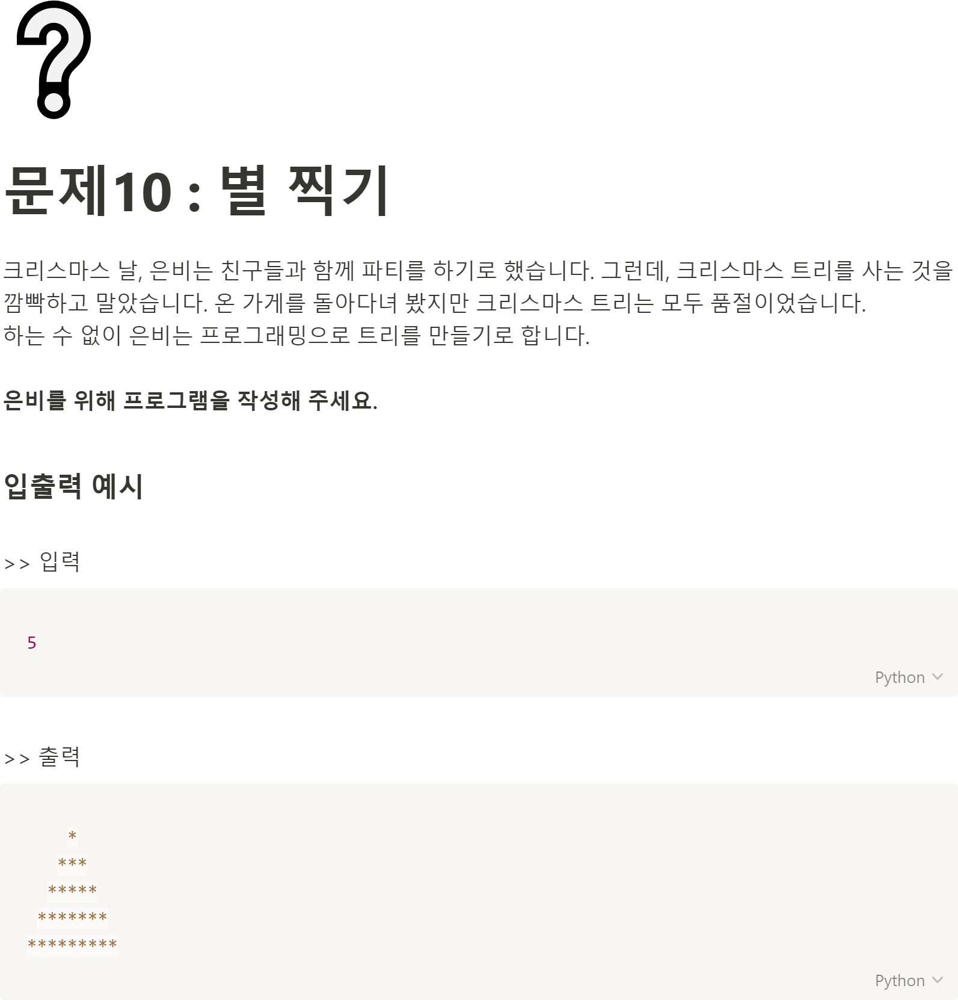 문제10 : 별 찍기
크리스마스 날, 은비는 친구들과 함께 파티를 하기로 했습니다. 그런데, 크리스마스 트리를 사는 것을
깜빡하고 말았습니다. 온 가게를 돌아다녀 봤지만 크리스마스 트리는 모두 품절이었습니다.
하는 수 없이 은비는 프로그래밍으로 트리를 만들기로 합니다.
은비를 위해 프로그램을 작성해 주세요.
입출력 예시
>> 입력
5
Python
>> 출력
    *
   ***
  *****
 *******
*********
Python